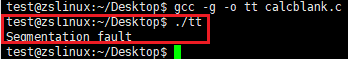 test@zslinux:~/Desktop$ gcc -g -o tt calcblank.c
test@zslinux:~/Desktop$ ./tt
Segmentation fault
test@zslinux:~/Desktop$